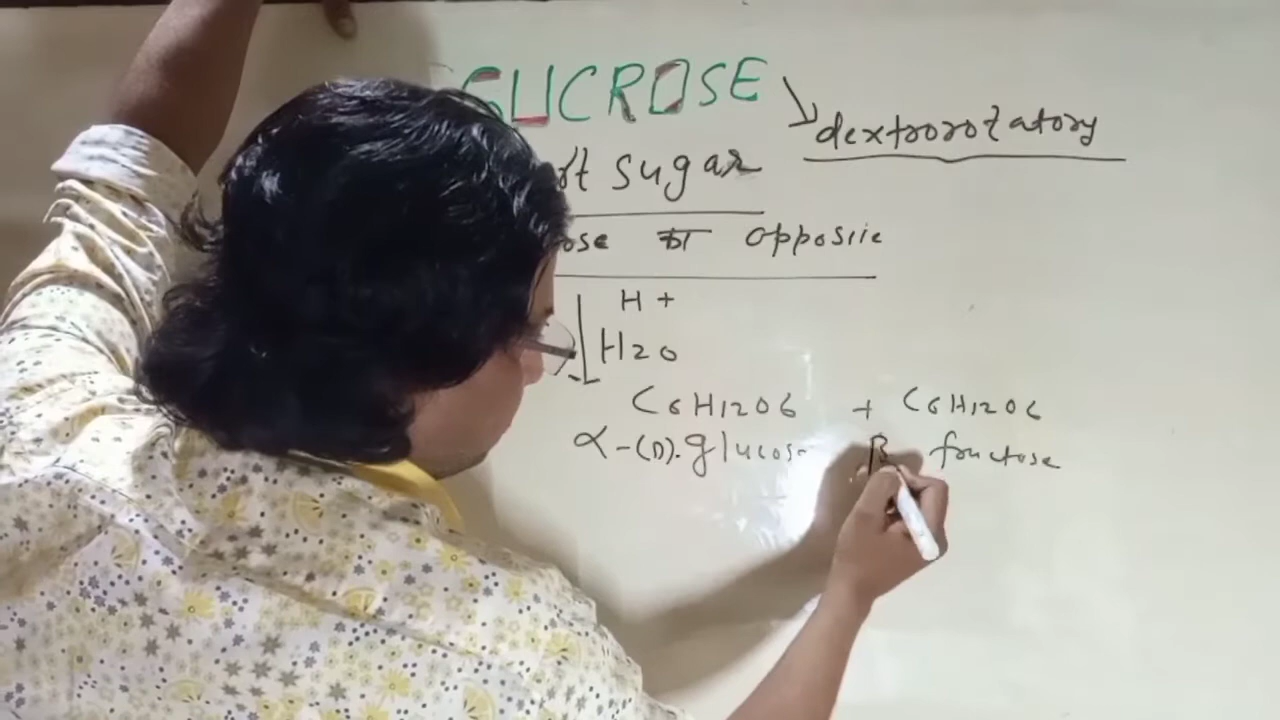 SUCROSE
dextrorotatory
sugar
का opposite
H+
H2O
C6H12O6 + C6H12O6
α-(D).glucose β fructose